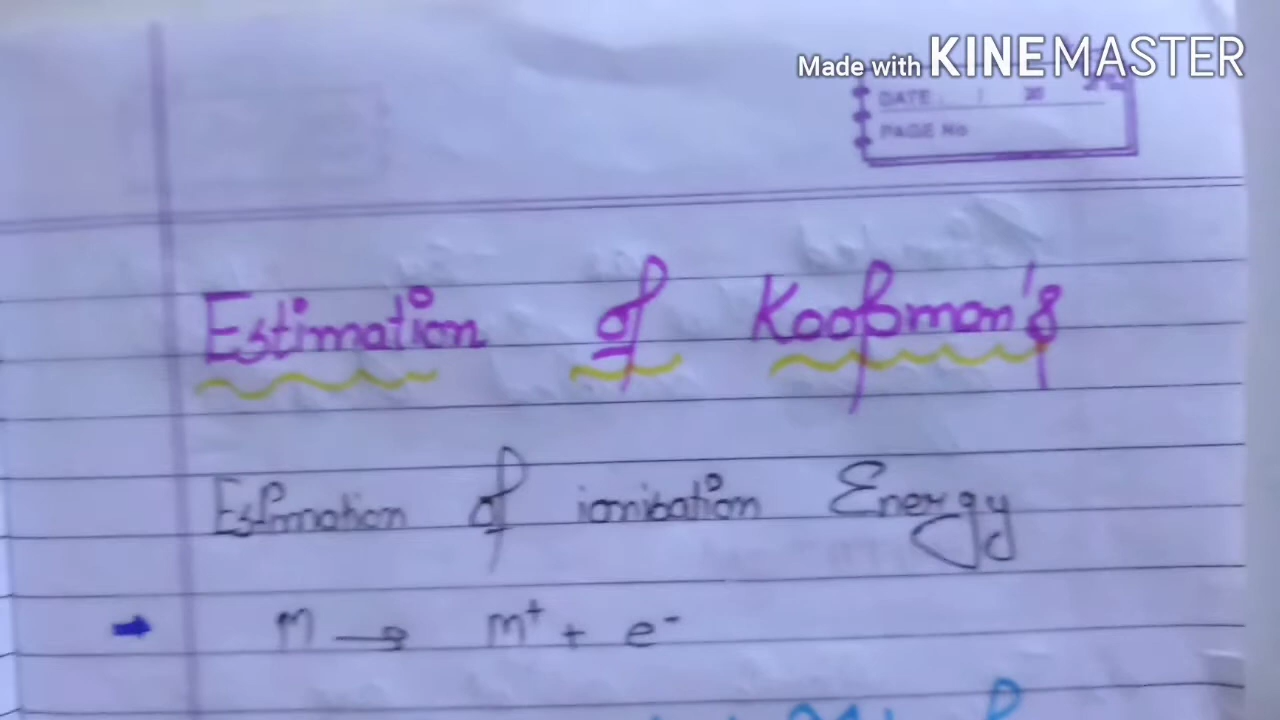 Made with KINEMASTER
DATE
PAGE No
Estimation of Koopman's
Estimation of ionisation Energy
→ M → M⁺ + e⁻